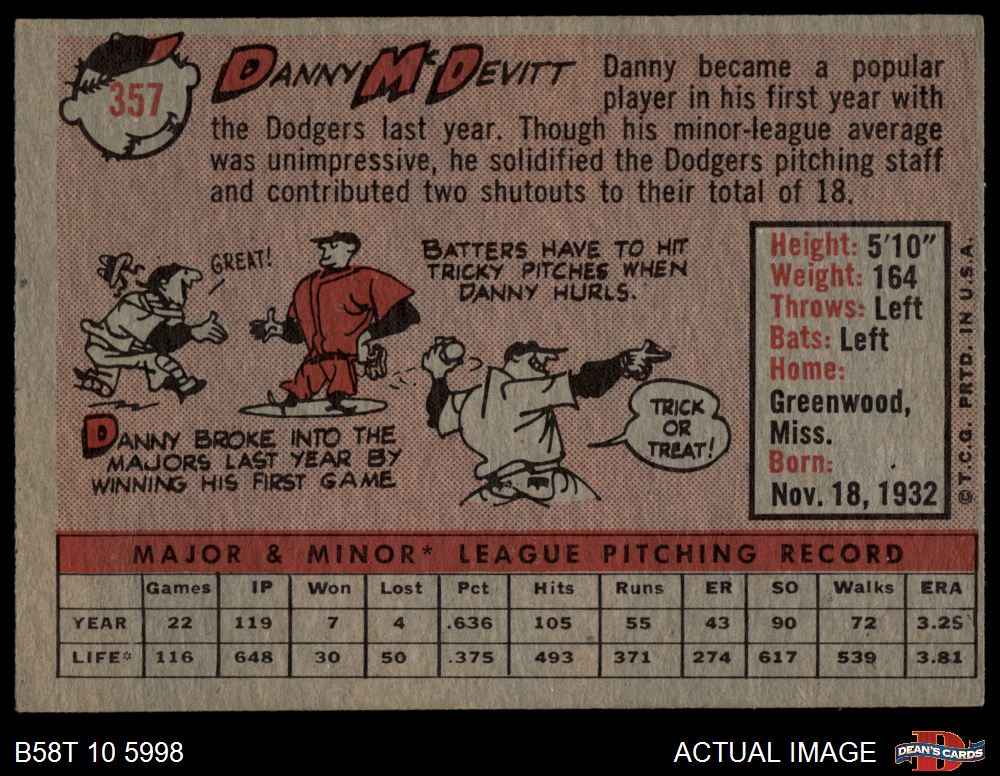 357
DANNY McDEVITT
Danny became a popular
player in his first year with
the Dodgers last year. Though his minor-league average
was unimpressive, he solidified the Dodgers pitching staff
and contributed two shutouts to their total of 18.
GREAT!
DANNY BROKE INTO THE
MAJORS LAST YEAR BY
WINNING HIS FIRST GAME
BATTERS HAVE TO HIT
TRICKY PITCHES WHEN
DANNY HURLS.
TRICK
OR
TREAT!
Height: 5'10"
Weight: 164
Throws: Left
Bats: Left
Home:
Greenwood,
Miss.
Born:
Nov. 18, 1932
© T.C.G. PRTD. IN U.S.A.
MAJOR & MINOR* LEAGUE PITCHING RECORD
Games IP Won Lost Pct Hits Runs ER SO Walks ERA
YEAR 22 119 7 4 .636 105 55 43 90 72 3.25
LIFE* 116 648 30 50 .375 493 371 274 617 539 3.81
B58T 10 5998
ACTUAL IMAGE
DEAN'S CARDS